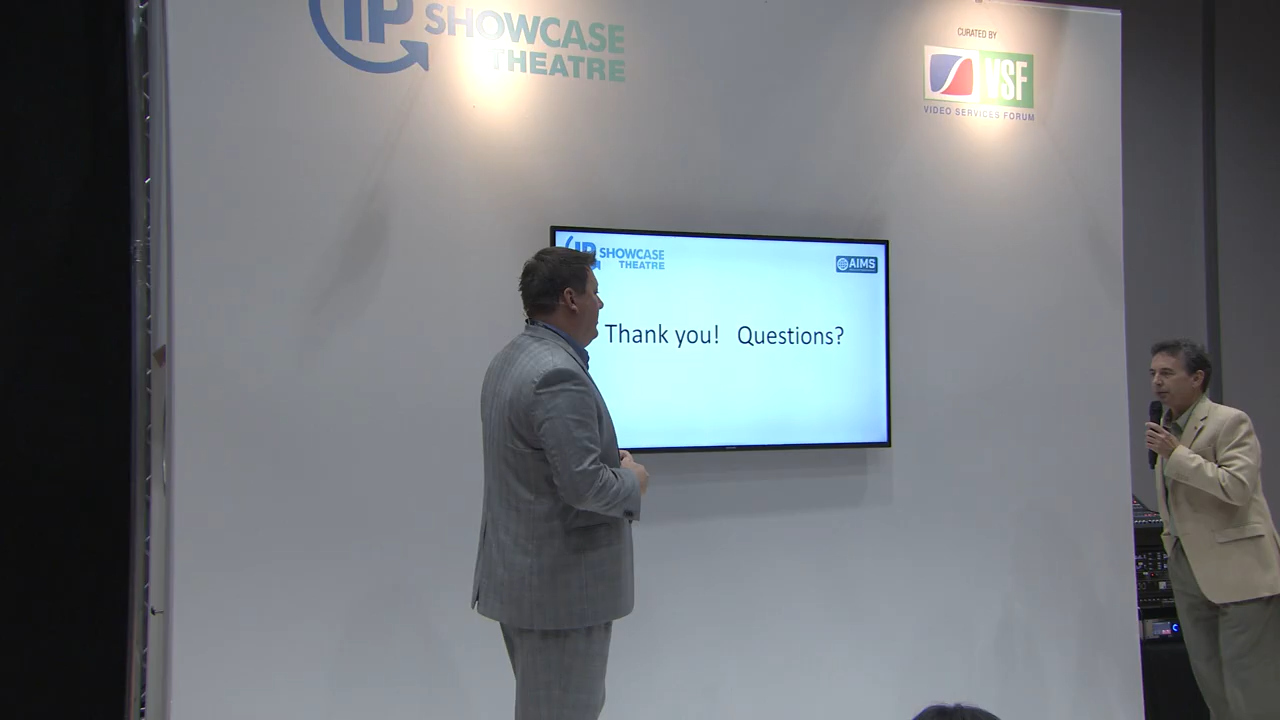 IP SHOWCASE
THEATRE
CURATED BY
VSF
VIDEO SERVICES FORUM
IP SHOWCASE
THEATRE
AIMS
Thank you! Questions?